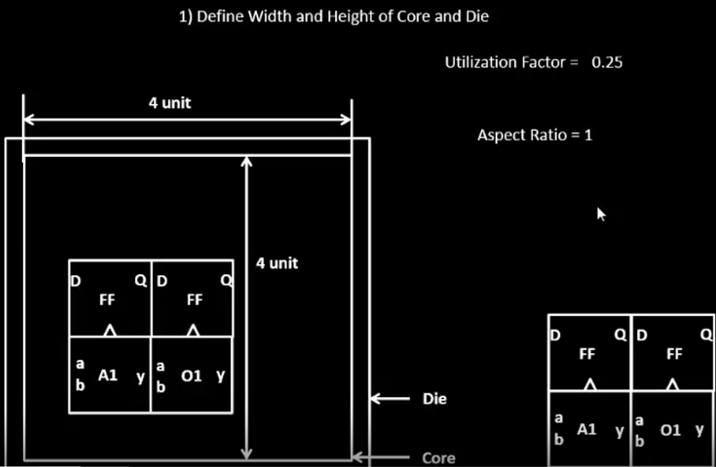 1) Define Width and Height of Core and Die
Utilization Factor = 0.25
4 unit
Aspect Ratio = 1
4 unit
D Q D Q
FF FF
a A1 y a O1 y
b b
D Q D Q
FF FF
a A1 y a O1 y
b b
Die
Core